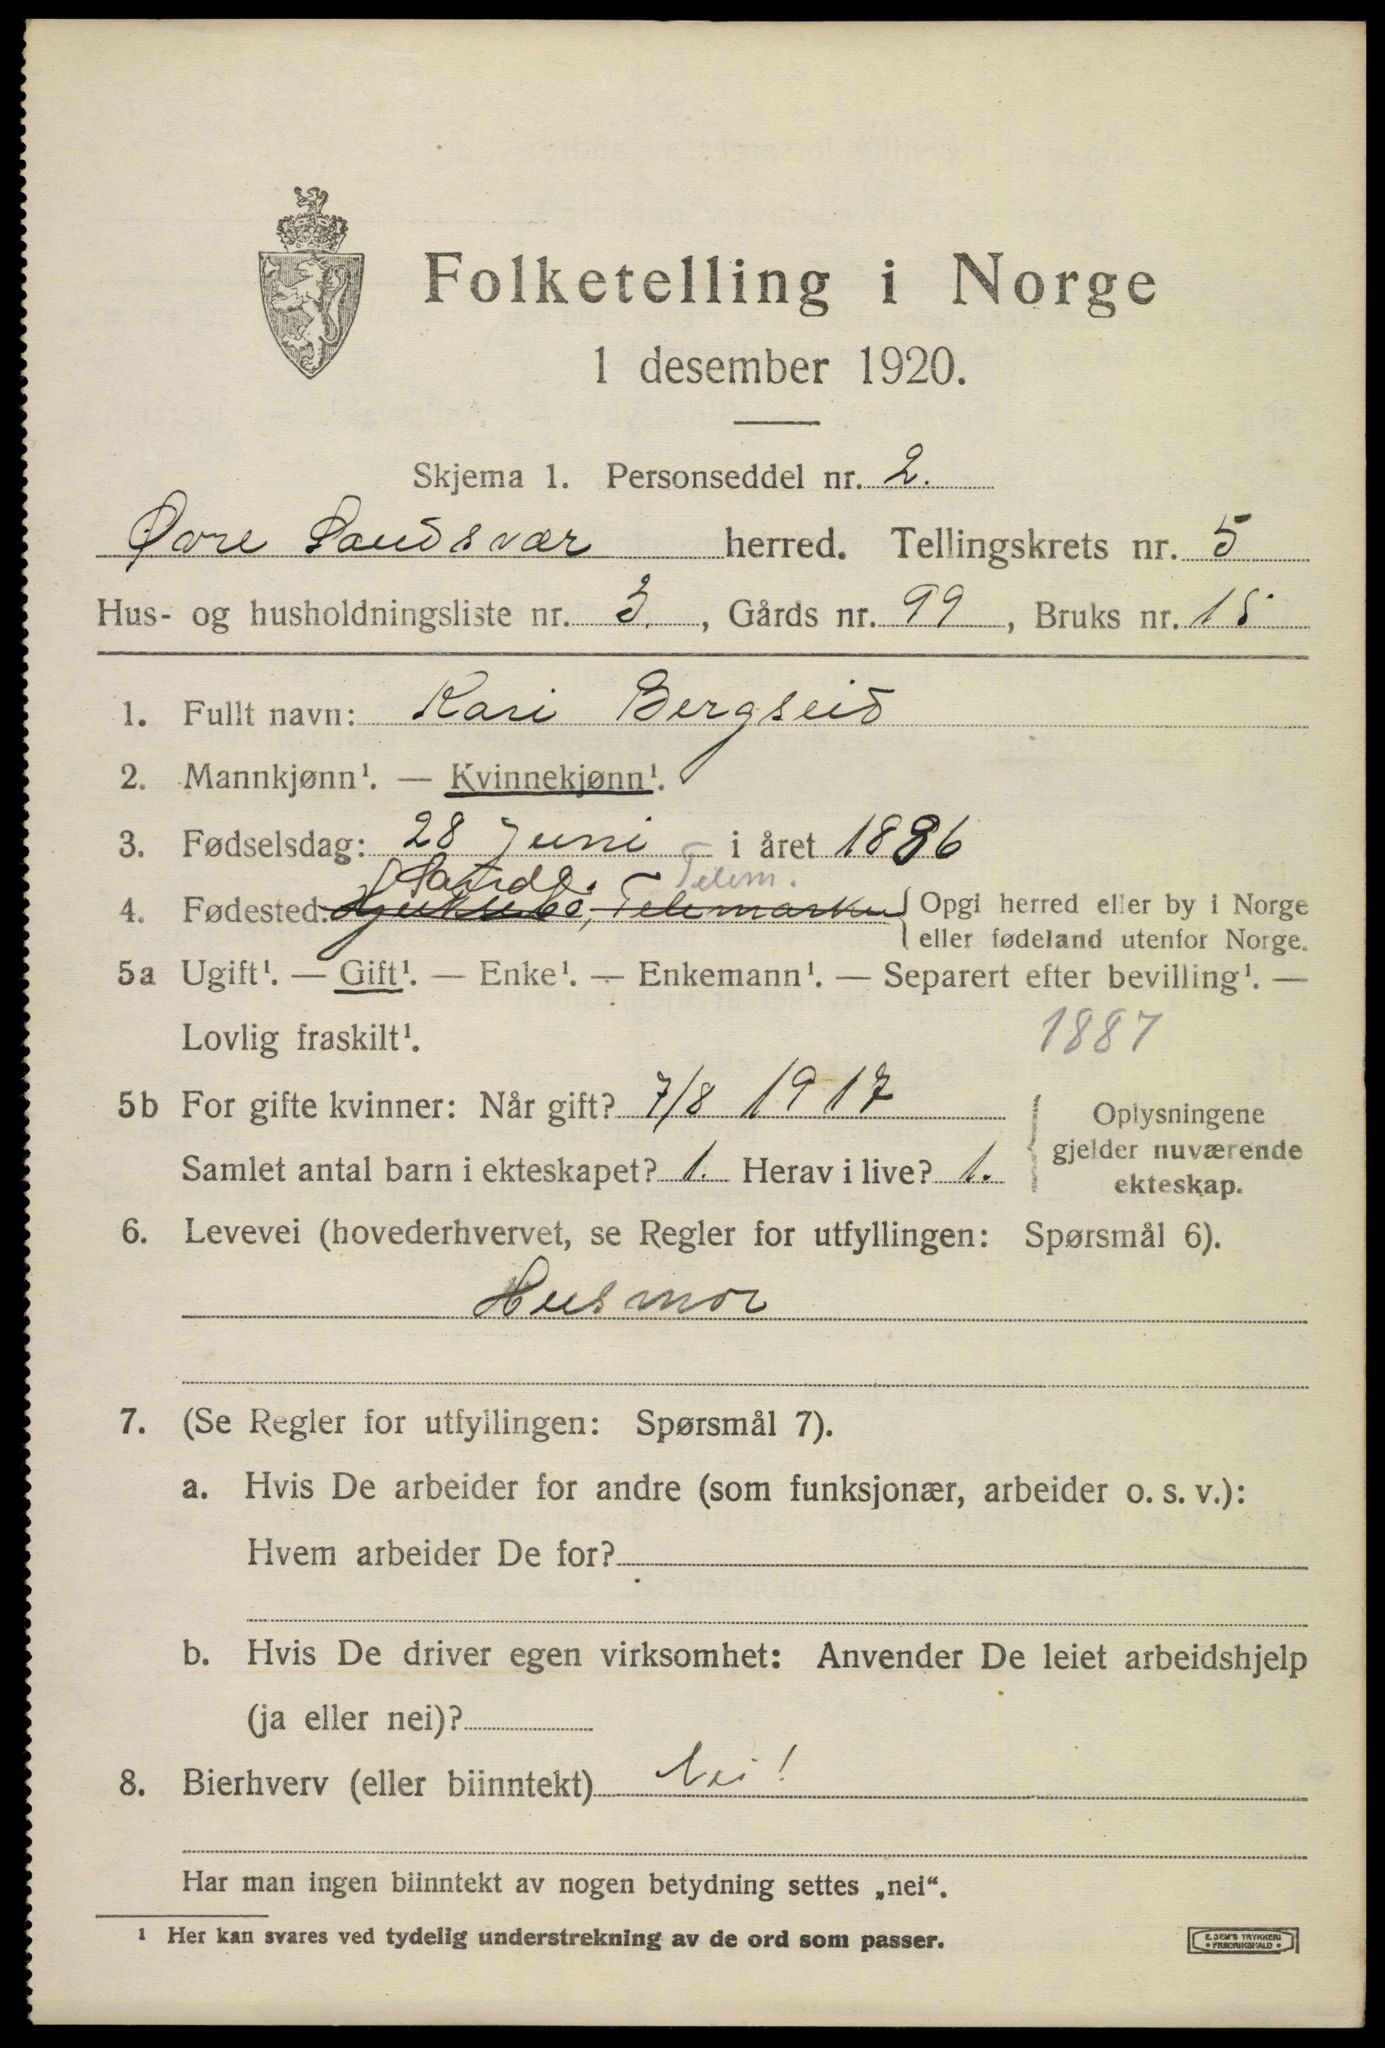 Folketelling i Norge
1 desember 1920.
Skjema 1. Personseddel nr. 2.
Øvre Sandsvær herred. Tellingskrets nr. 5
Hus- og husholdningsliste nr. 3., Gårds nr. 99, Bruks nr. 15
1. Fullt navn: Kari Bergseid
2. Mannkjønn¹. — Kvinnekjønn¹.
3. Fødselsdag: 28 Juni i året 1886
Telem.
4. Fødested: Telemarken { Opgi herred eller by i Norge
eller fødeland utenfor Norge.
5a Ugift¹. — Gift¹. — Enke¹. — Enkemann¹. — Separert efter bevilling¹. —
Lovlig fraskilt¹. 1887
5b For gifte kvinner: Når gift? 7/8 1917
Samlet antal barn i ekteskapet? 1. Herav i live? 1.
{ Oplysningene
gjelder nuværende
ekteskap.
6. Levevei (hovederhvervet, se Regler for utfyllingen: Spørsmål 6).
Husmor
7. (Se Regler for utfyllingen: Spørsmål 7).
a. Hvis De arbeider for andre (som funksjonær, arbeider o. s. v.):
Hvem arbeider De for?
b. Hvis De driver egen virksomhet: Anvender De leiet arbeidshjelp
(ja eller nei)?
8. Bierhverv (eller biinntekt) Nei!
Har man ingen biinntekt av nogen betydning settes „nei“.
¹ Her kan svares ved tydelig understrekning av de ord som passer.
E. SEM'S TRYKKERI
• FREDRIKSHALD •